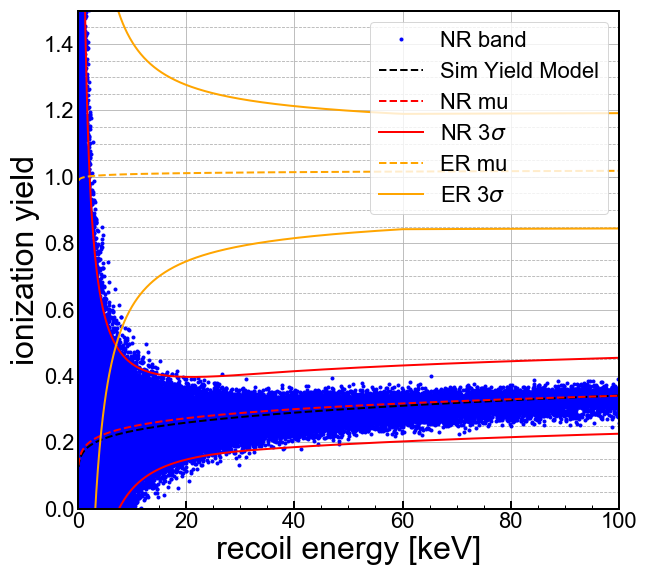 ionization yield
1.4
1.2
1.0
0.8
0.6
0.4
0.2
0.0
NR band
Sim Yield Model
NR mu
NR 3σ
ER mu
ER 3σ
0 20 40 60 80 100
recoil energy [keV]